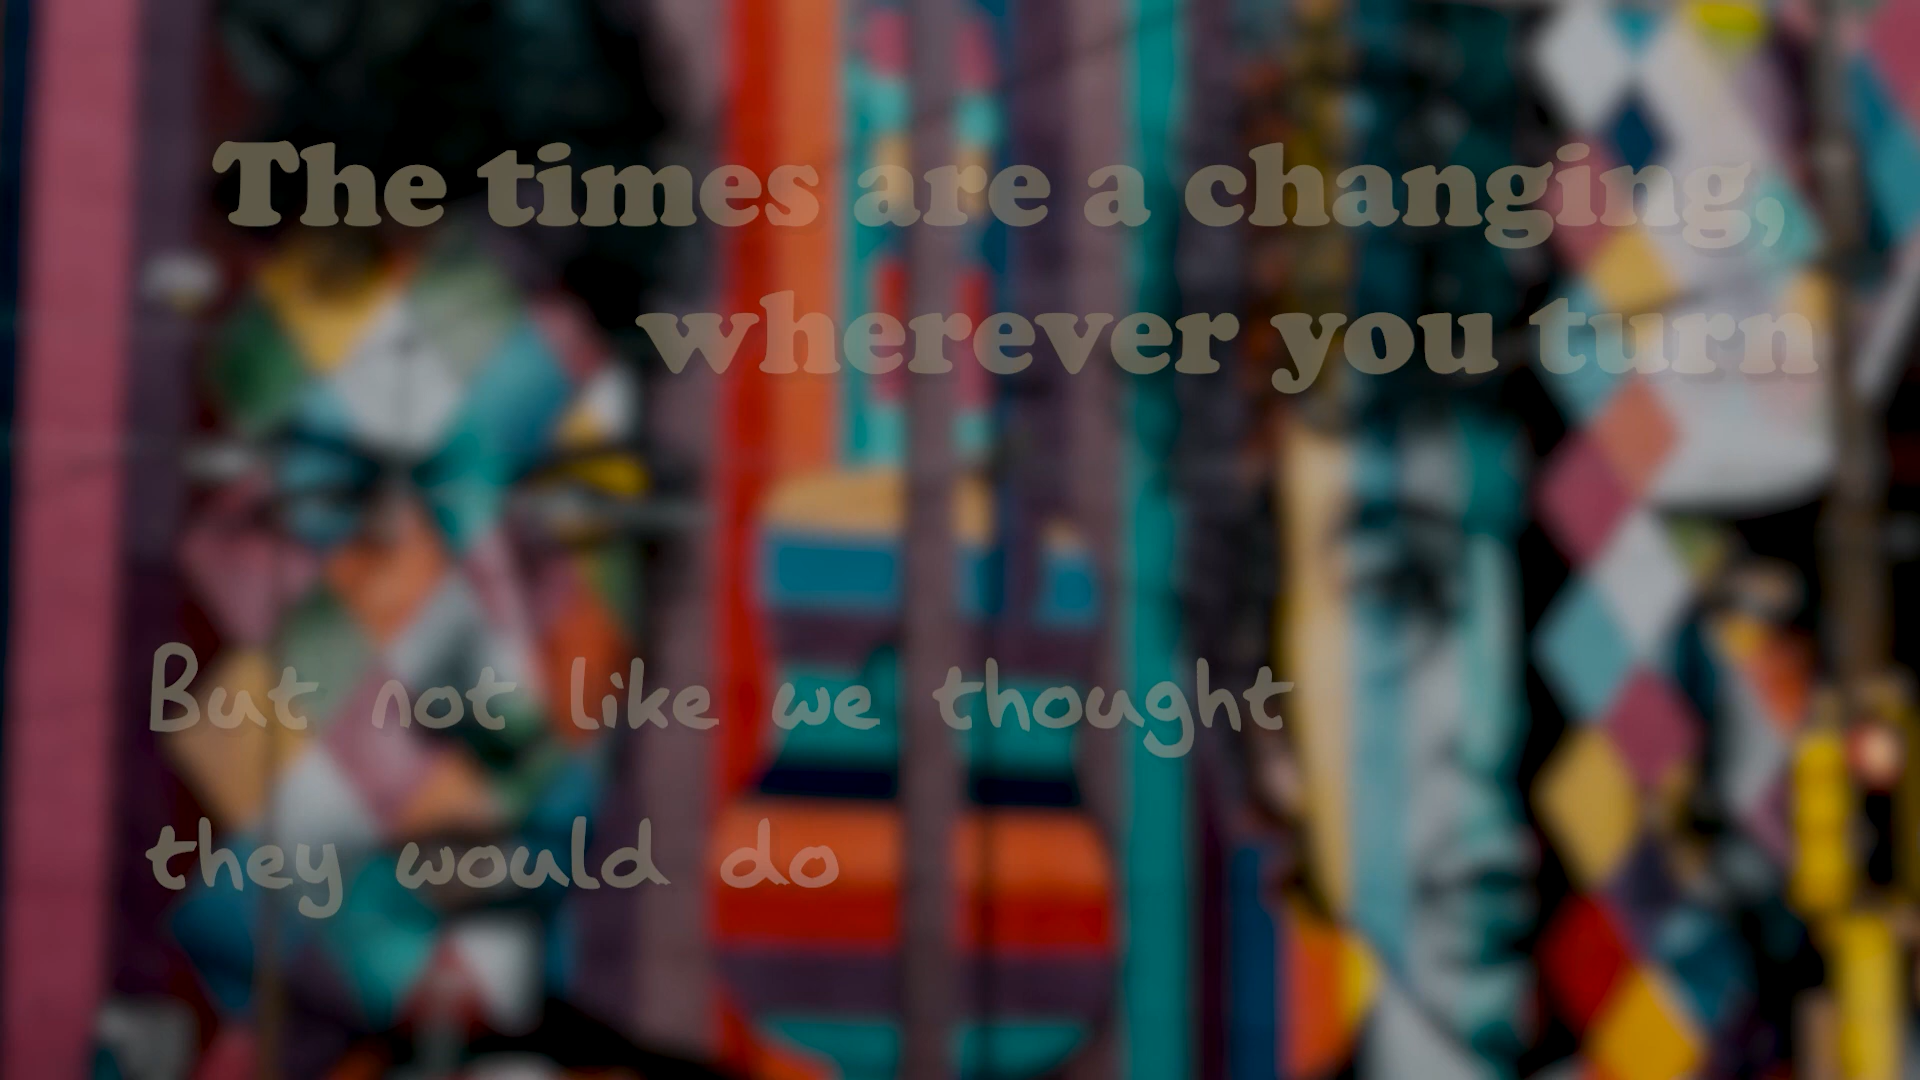 The times are a changing,
wherever you turn
But not like we thought
they would do